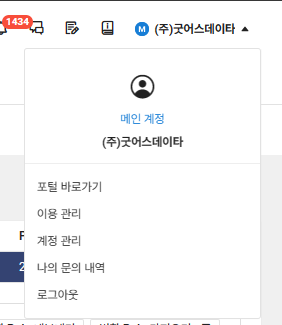 1434
M (주)굿어스데이타
메인 계정
(주)굿어스데이타
포털 바로가기
이용 관리
계정 관리
나의 문의 내역
로그아웃